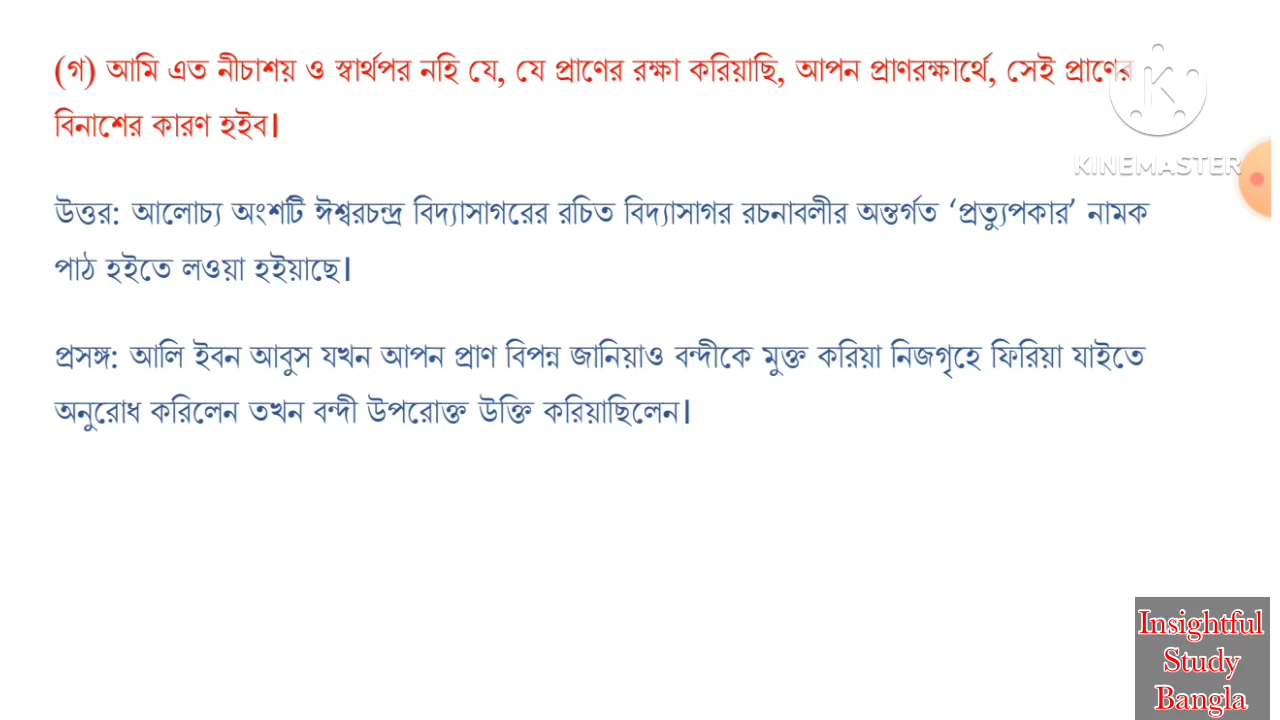 (গ) আমি এত নীচাশয় ও স্বার্থপর নহি যে, যে প্রাণের রক্ষা করিয়াছি, আপন প্রাণরক্ষার্থে, সেই প্রাণের
বিনাশের কারণ হইব।
KINEMASTER
উত্তর: আলোচ্য অংশটি ঈশ্বরচন্দ্র বিদ্যাসাগরের রচিত বিদ্যাসাগর রচনাবলীর অন্তর্গত ‘প্রত্যুপকার’ নামক
পাঠ হইতে লওয়া হইয়াছে।
প্রসঙ্গ: আলি ইবন আবুস যখন আপন প্রাণ বিপন্ন জানিয়াও বন্দীকে মুক্ত করিয়া নিজগৃহে ফিরিয়া যাইতে
অনুরোধ করিলেন তখন বন্দী উপরোক্ত উক্তি করিয়াছিলেন।
Insightful
Study
Bangla